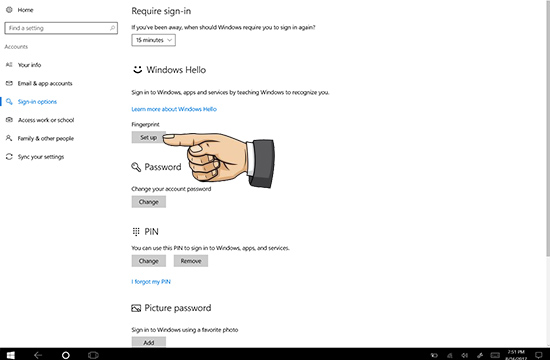 Home
Find a setting
Accounts
Your info
Email & app accounts
Sign-in options
Access work or school
Family & other people
Sync your settings
Require sign-in
If you've been away, when should Windows require you to sign in again?
15 minutes
Windows Hello
Sign in to Windows, apps and services by teaching Windows to recognize you.
Learn more about Windows Hello
Fingerprint
Set up
Password
Change your account password
Change
PIN
You can use this PIN to sign in to Windows, apps, and services.
Change Remove
I forgot my PIN
Picture password
Sign in to Windows using a favorite photo
Add
7:51 PM